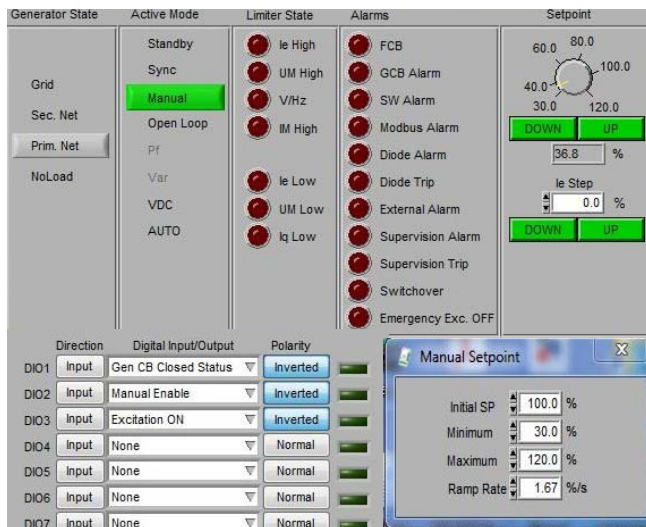 Generator State
Active Mode
Limiter State
Alarms
Setpoint
Grid
Sec. Net
Prim. Net
NoLoad
Standby
Sync
Manual
Open Loop
Pf
Var
VDC
AUTO
Ie High
UM High
V/Hz
IM High
Ie Low
UM Low
Iq Low
FCB
GCB Alarm
SW Alarm
Modbus Alarm
Diode Alarm
Diode Trip
External Alarm
Supervision Alarm
Supervision Trip
Switchover
Emergency Exc. OFF
60.0 80.0
40.0 100.0
30.0 120.0
DOWN UP
36.8 %
Ie Step
0.0 %
DOWN UP
Direction Digital Input/Output Polarity
DIO1 Input Gen CB Closed Status Inverted
DIO2 Input Manual Enable Inverted
DIO3 Input Excitation ON Inverted
DIO4 Input None Normal
DIO5 Input None Normal
DIO6 Input None Normal
DIO7 Input None Normal
Manual Setpoint X
Initial SP 100.0 %
Minimum 30.0 %
Maximum 120.0 %
Ramp Rate 1.67 %/s